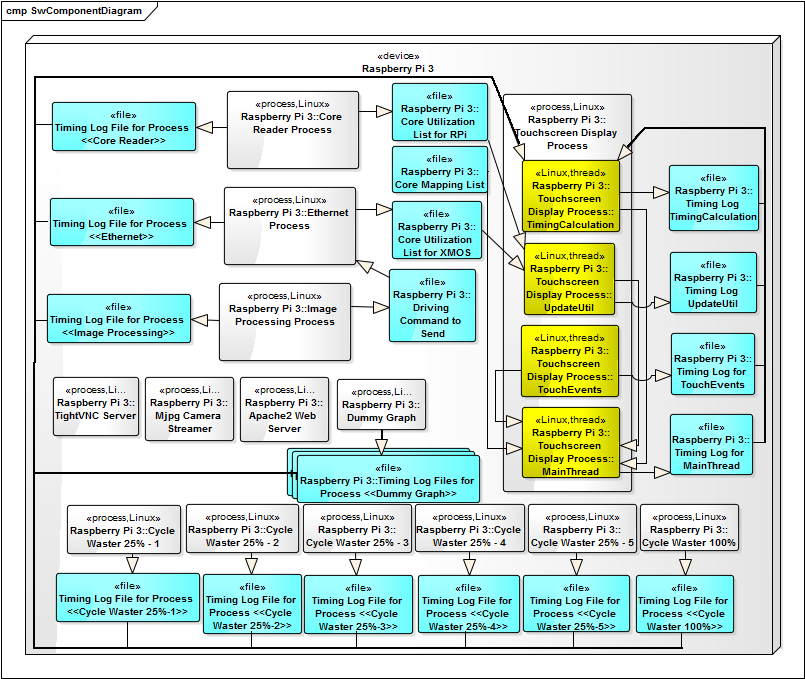 cmp SwComponentDiagram
«device»
Raspberry Pi 3
«file»
Timing Log File for Process
<<Core Reader>>
«process,Linux»
Raspberry Pi 3::Core
Reader Process
«file»
Raspberry Pi 3::
Core Utilization
List for RPi
«process,Linux»
Raspberry Pi 3::
Touchscreen Display
Process
«file»
Raspberry Pi 3::
Core Mapping List
«Linux,thread»
Raspberry Pi 3::
Touchscreen
Display Process::
TimingCalculation
«file»
Raspberry Pi 3::
Timing Log
TimingCalculation
«file»
Timing Log File for Process
<<Ethernet>>
«process,Linux»
Raspberry Pi 3::Ethernet
Process
«file»
Raspberry Pi 3::
Core Utilization
List for XMOS
«Linux,thread»
Raspberry Pi 3::
Touchscreen
Display Process::
UpdateUtil
«file»
Raspberry Pi 3::
Timing Log
UpdateUtil
«file»
Timing Log File for Process
<<Image Processing>>
«process,Linux»
Raspberry Pi 3::Image
Processing Process
«file»
Raspberry Pi 3::
Driving
Command to
Send
«Linux,thread»
Raspberry Pi 3::
Touchscreen
Display Process::
TouchEvents
«file»
Raspberry Pi 3::
Timing Log for
TouchEvents
«process,Li...
Raspberry Pi 3::
TightVNC Server
«process,Li...
Raspberry Pi 3::
Mjpg Camera
Streamer
«process,Li...
Raspberry Pi 3::
Apache2 Web
Server
«process,Li...
Raspberry Pi 3::
Dummy Graph
«Linux,thread»
Raspberry Pi 3::
Touchscreen
Display Process::
MainThread
«file»
Raspberry Pi 3::
Timing Log for
MainThread
«file»
Raspberry Pi 3::Timing Log Files for
Process <<Dummy Graph>>
«process,Linux»
Raspberry Pi 3::Cycle
Waster 25% - 1
«process,Linux»
Raspberry Pi 3::Cycle
Waster 25% - 2
«process,Linux»
Raspberry Pi 3::
Cycle Waster 25% - 3
«process,Linux»
Raspberry Pi 3::Cycle
Waster 25% - 4
«process,Linux»
Raspberry Pi 3::
Cycle Waster 25% - 5
«process,Linux»
Raspberry Pi 3::
Cycle Waster 100%
«file»
Timing Log File for Process
<<Cycle Waster 25%-1>>
«file»
Timing Log File for
Process <<Cycle
Waster 25%-2>>
«file»
Timing Log File for
Process <<Cycle
Waster 25%-3>>
«file»
Timing Log File for
Process <<Cycle
Waster 25%-4>>
«file»
Timing Log File for
Process <<Cycle
Waster 25%-5>>
«file»
Timing Log File for
Process <<Cycle
Waster 100%>>